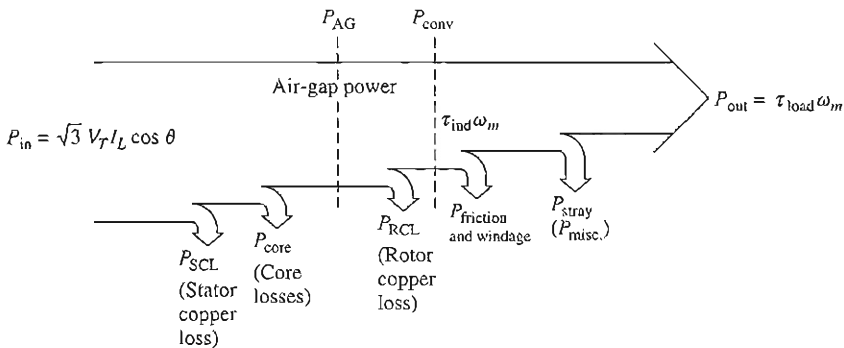 P_AG
P_conv
Air-gap power
P_in = √3 V_T I_L cos θ
τ_ind ω_m
P_out = τ_load ω_m
P_SCL
(Stator
copper
loss)
P_core
(Core
losses)
P_RCL
(Rotor
copper
loss)
P_friction
and windage
P_stray
(P_misc.)